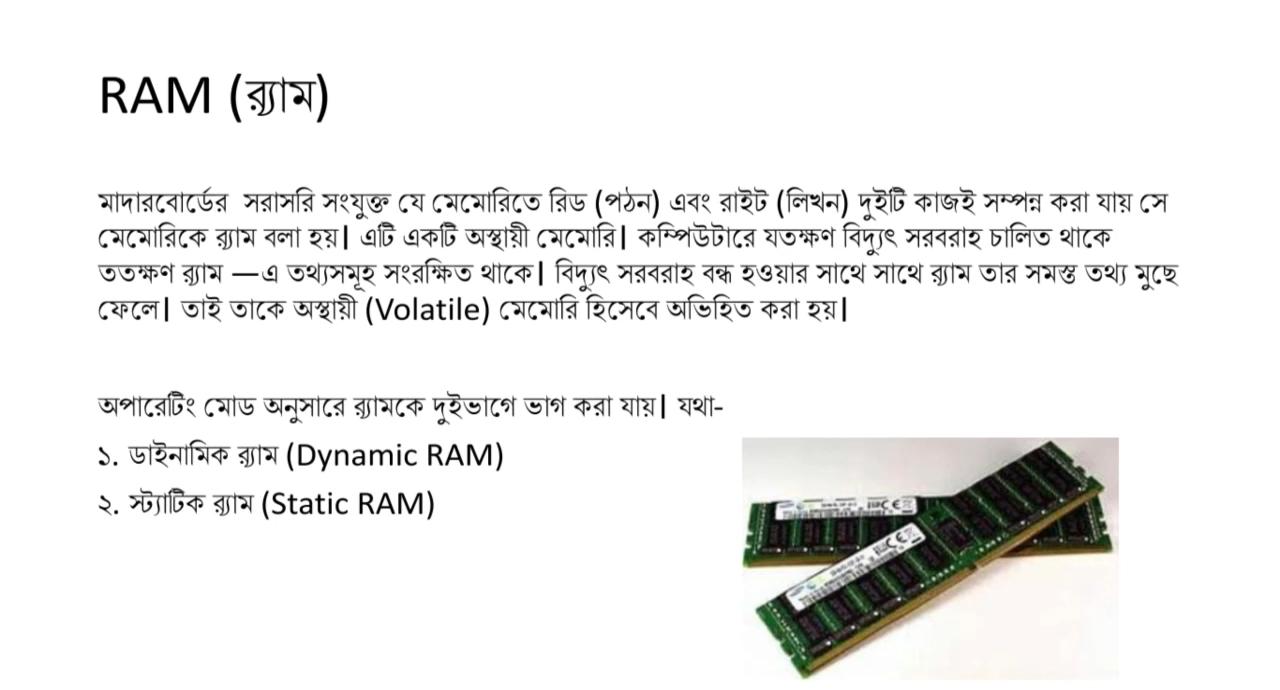 RAM (র‍্যাম)
মাদারবোর্ডের সরাসরি সংযুক্ত যে মেমোরিতে রিড (পঠন) এবং রাইট (লিখন) দুইটি কাজই সম্পন্ন করা যায় সে
মেমোরিকে র‍্যাম বলা হয়| এটি একটি অস্থায়ী মেমোরি| কম্পিউটারে যতক্ষণ বিদ্যুৎ সরবরাহ চালিত থাকে
ততক্ষণ র‍্যাম —এ তথ্যসমূহ সংরক্ষিত থাকে| বিদ্যুৎ সরবরাহ বন্ধ হওয়ার সাথে সাথে র‍্যাম তার সমস্ত তথ্য মুছে
ফেলে| তাই তাকে অস্থায়ী (Volatile) মেমোরি হিসেবে অভিহিত করা হয়|
অপারেটিং মোড অনুসারে র‍্যামকে দুইভাগে ভাগ করা যায়| যথা-
১. ডাইনামিক র‍্যাম (Dynamic RAM)
২. স্ট্যাটিক র‍্যাম (Static RAM)